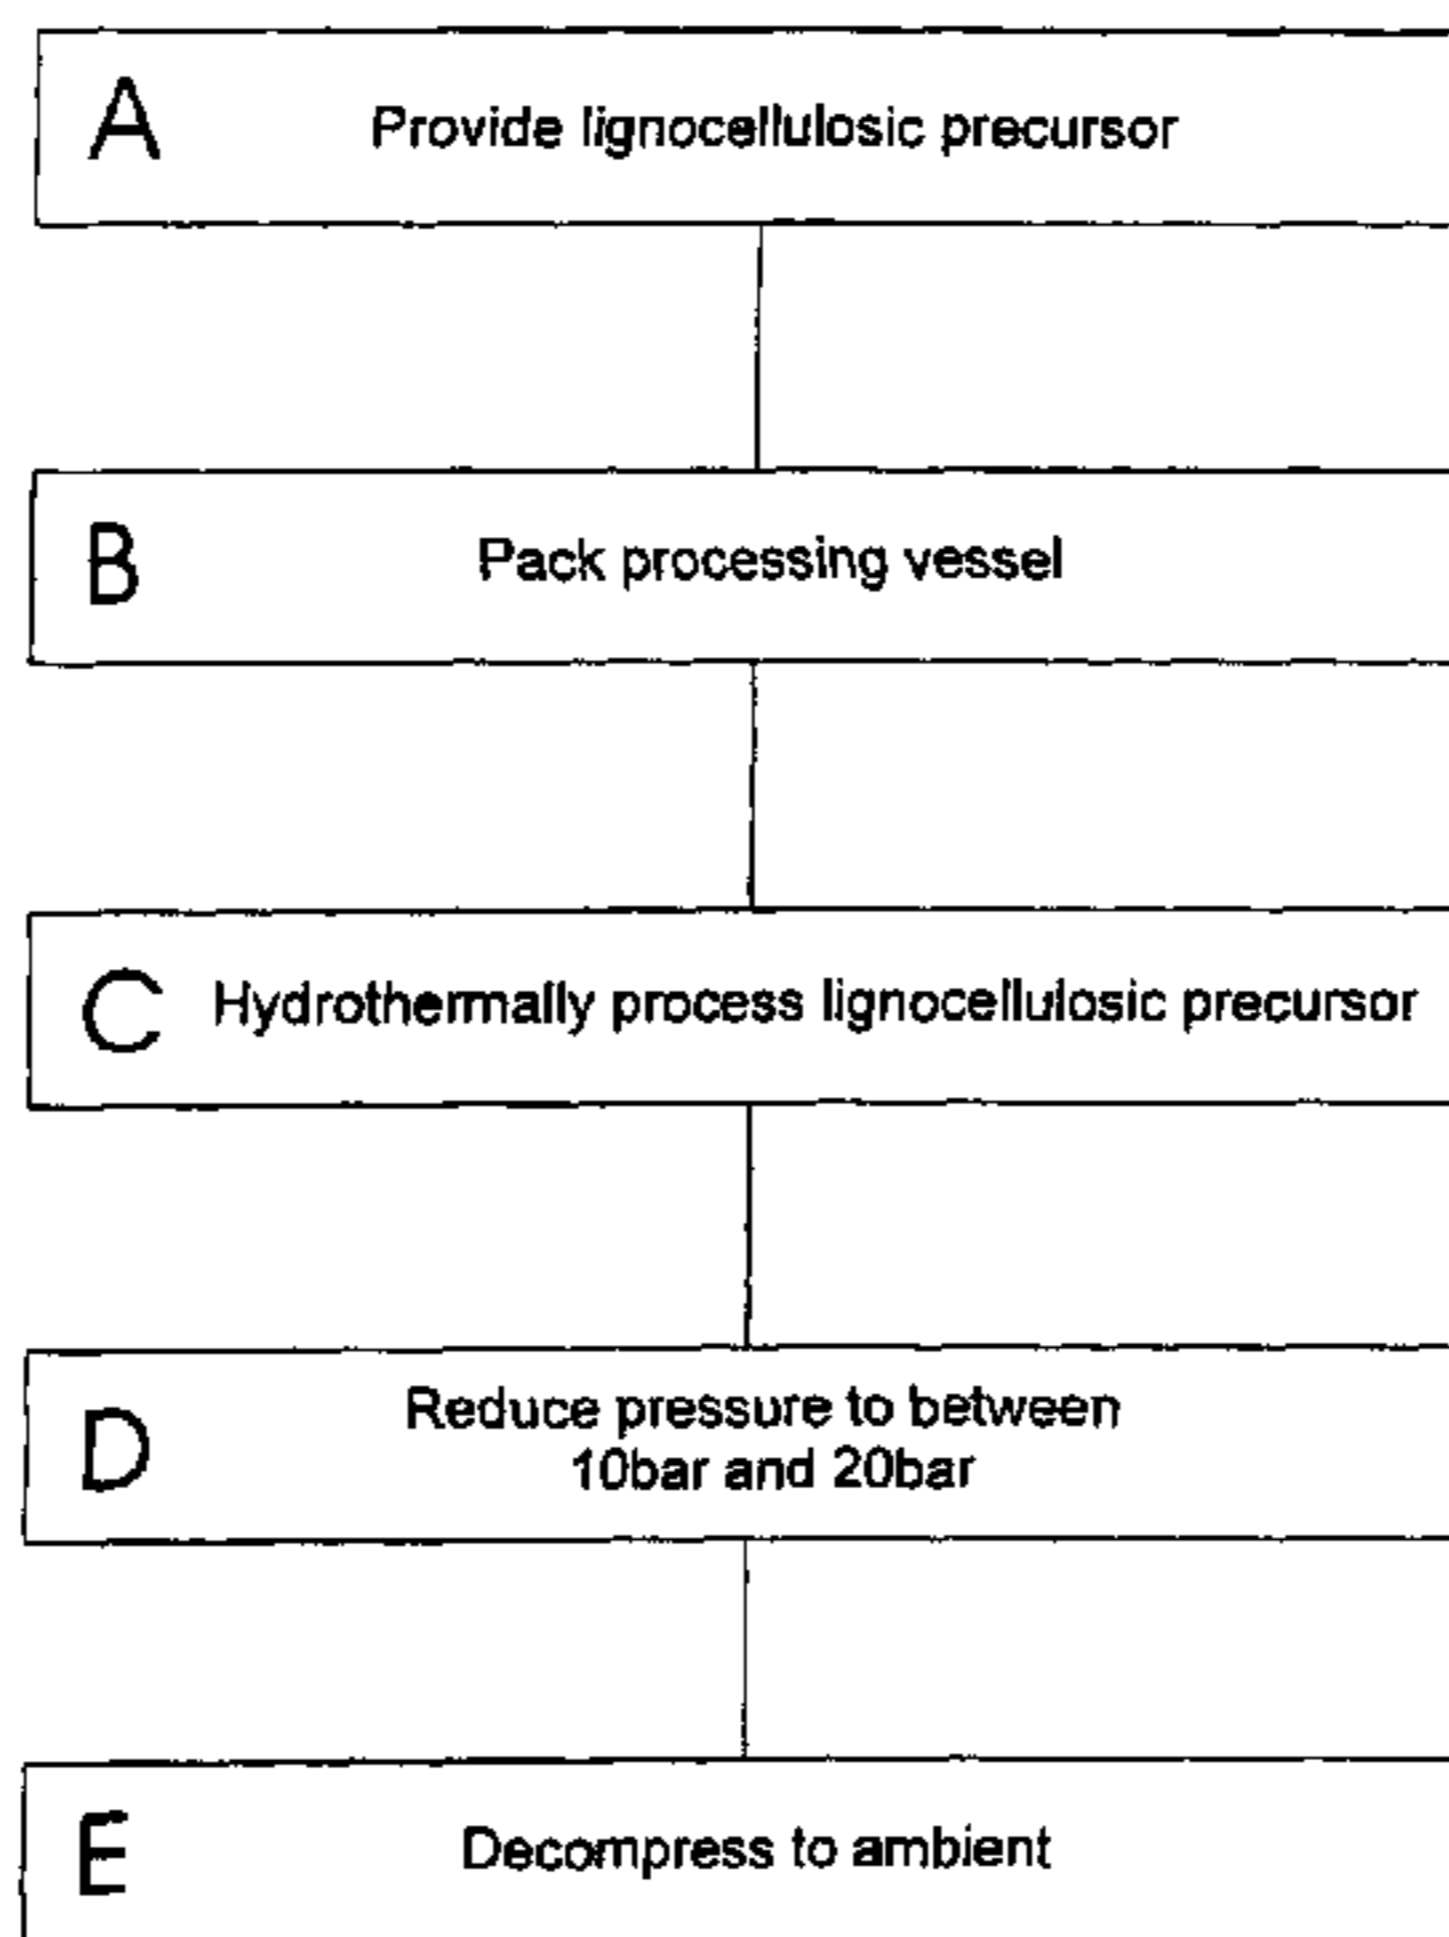 A Provide lignocellulosic precursor
B Pack processing vessel
C Hydrothermally process lignocellulosic precursor
D Reduce pressure to between
10bar and 20bar
E Decompress to ambient